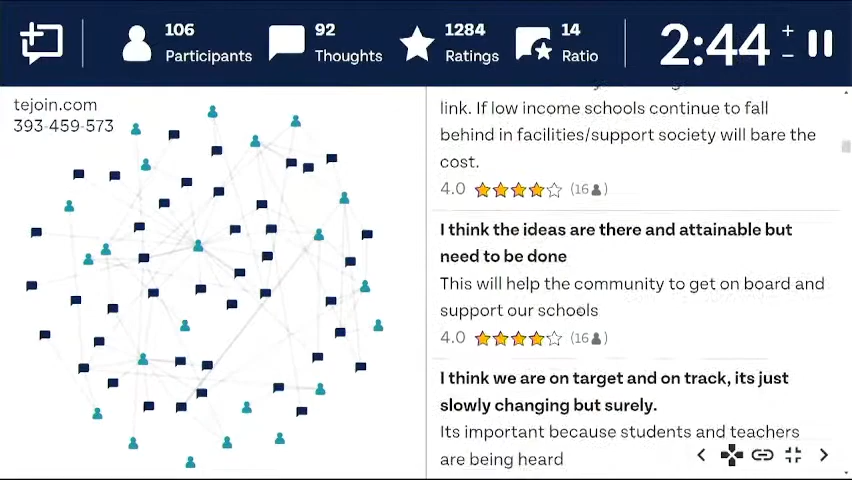 106
Participants
92
Thoughts
1284
Ratings
14
Ratio
2:44
+
−
tejoin.com
393-459-573
link. If low income schools continue to fall
behind in facilities/support society will bare the
cost.
4.0 (16)
I think the ideas are there and attainable but
need to be done
This will help the community to get on board and
support our schools
4.0 (16)
I think we are on target and on track, its just
slowly changing but surely.
Its important because students and teachers
are being heard